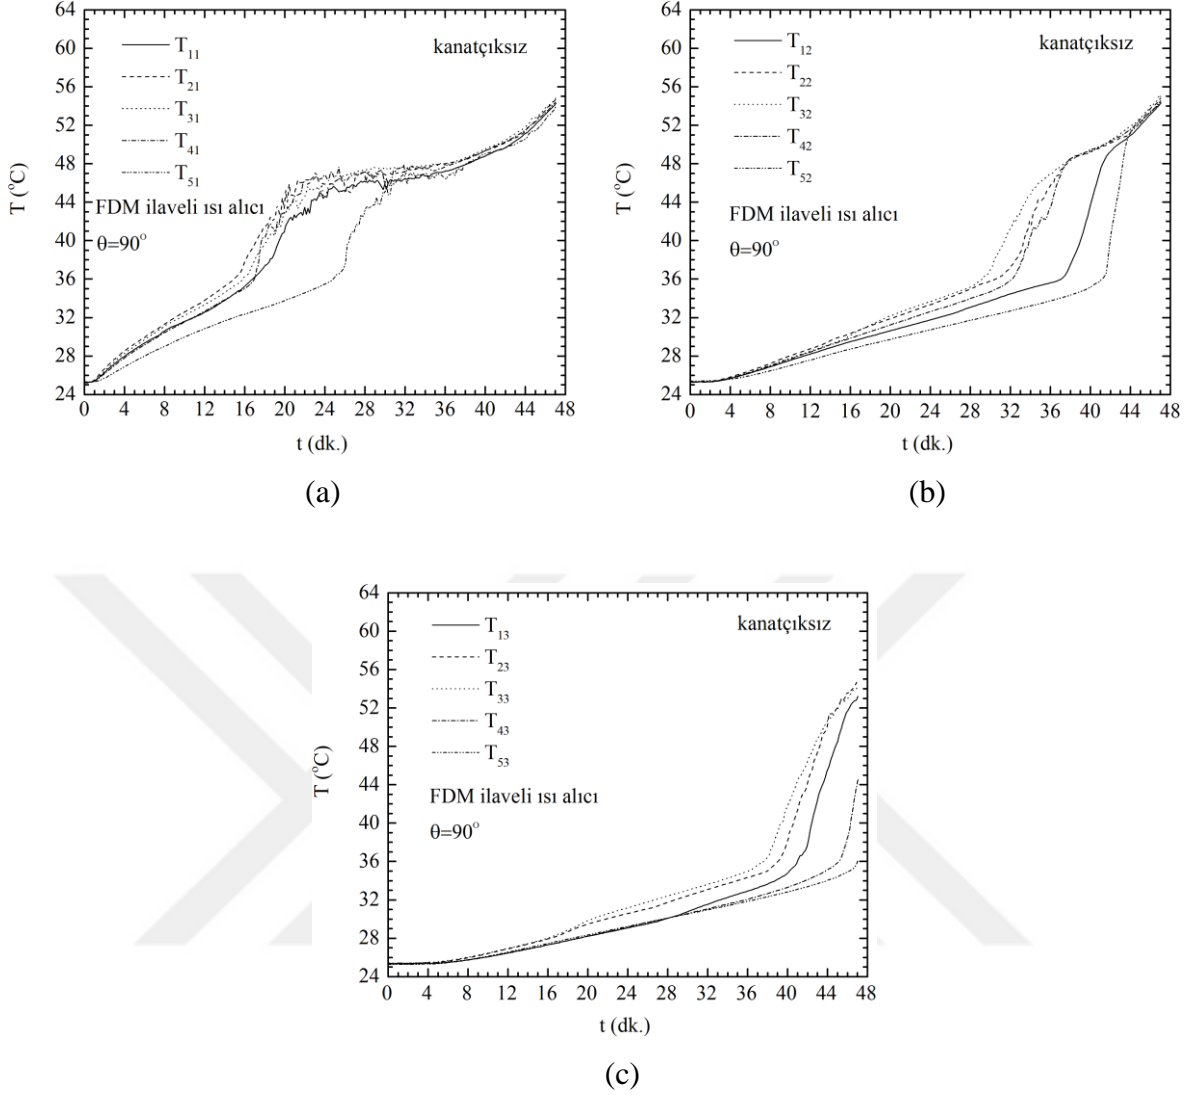 64
60
56
52
48
44
40
36
32
28
24
T (°C)
T11
T21
T31
T41
T51
kanatçıksız
FDM ilaveli ısı alıcı
θ=90°
0 4 8 12 16 20 24 28 32 36 40 44 48
t (dk.)
(a)
64
60
56
52
48
44
40
36
32
28
24
T (°C)
T12
T22
T32
T42
T52
kanatçıksız
FDM ilaveli ısı alıcı
θ=90°
0 4 8 12 16 20 24 28 32 36 40 44 48
t (dk.)
(b)
64
60
56
52
48
44
40
36
32
28
24
T (°C)
T13
T23
T33
T43
T53
kanatçıksız
FDM ilaveli ısı alıcı
θ=90°
0 4 8 12 16 20 24 28 32 36 40 44 48
t (dk.)
(c)